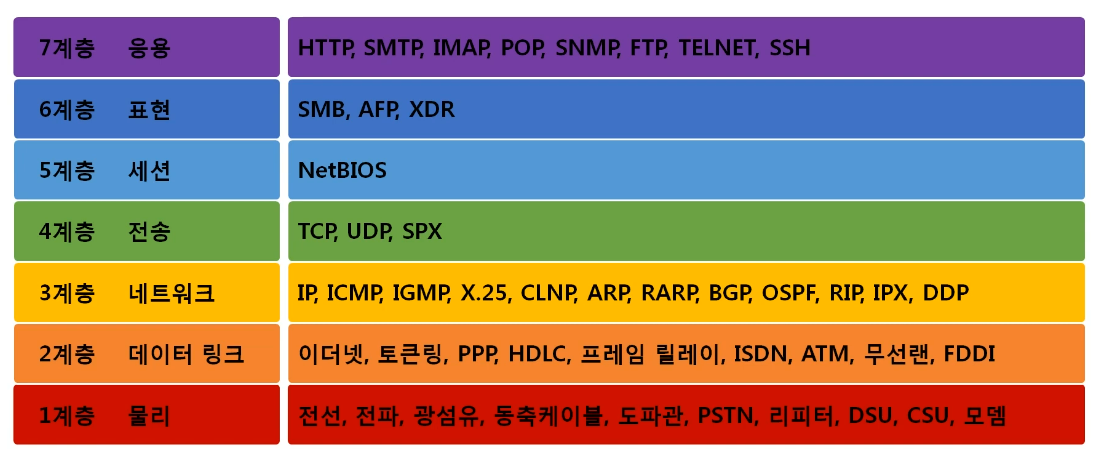 7계층 응용 HTTP, SMTP, IMAP, POP, SNMP, FTP, TELNET, SSH
6계층 표현 SMB, AFP, XDR
5계층 세션 NetBIOS
4계층 전송 TCP, UDP, SPX
3계층 네트워크 IP, ICMP, IGMP, X.25, CLNP, ARP, RARP, BGP, OSPF, RIP, IPX, DDP
2계층 데이터 링크 이더넷, 토큰링, PPP, HDLC, 프레임 릴레이, ISDN, ATM, 무선랜, FDDI
1계층 물리 전선, 전파, 광섬유, 동축케이블, 도파관, PSTN, 리피터, DSU, CSU, 모뎀